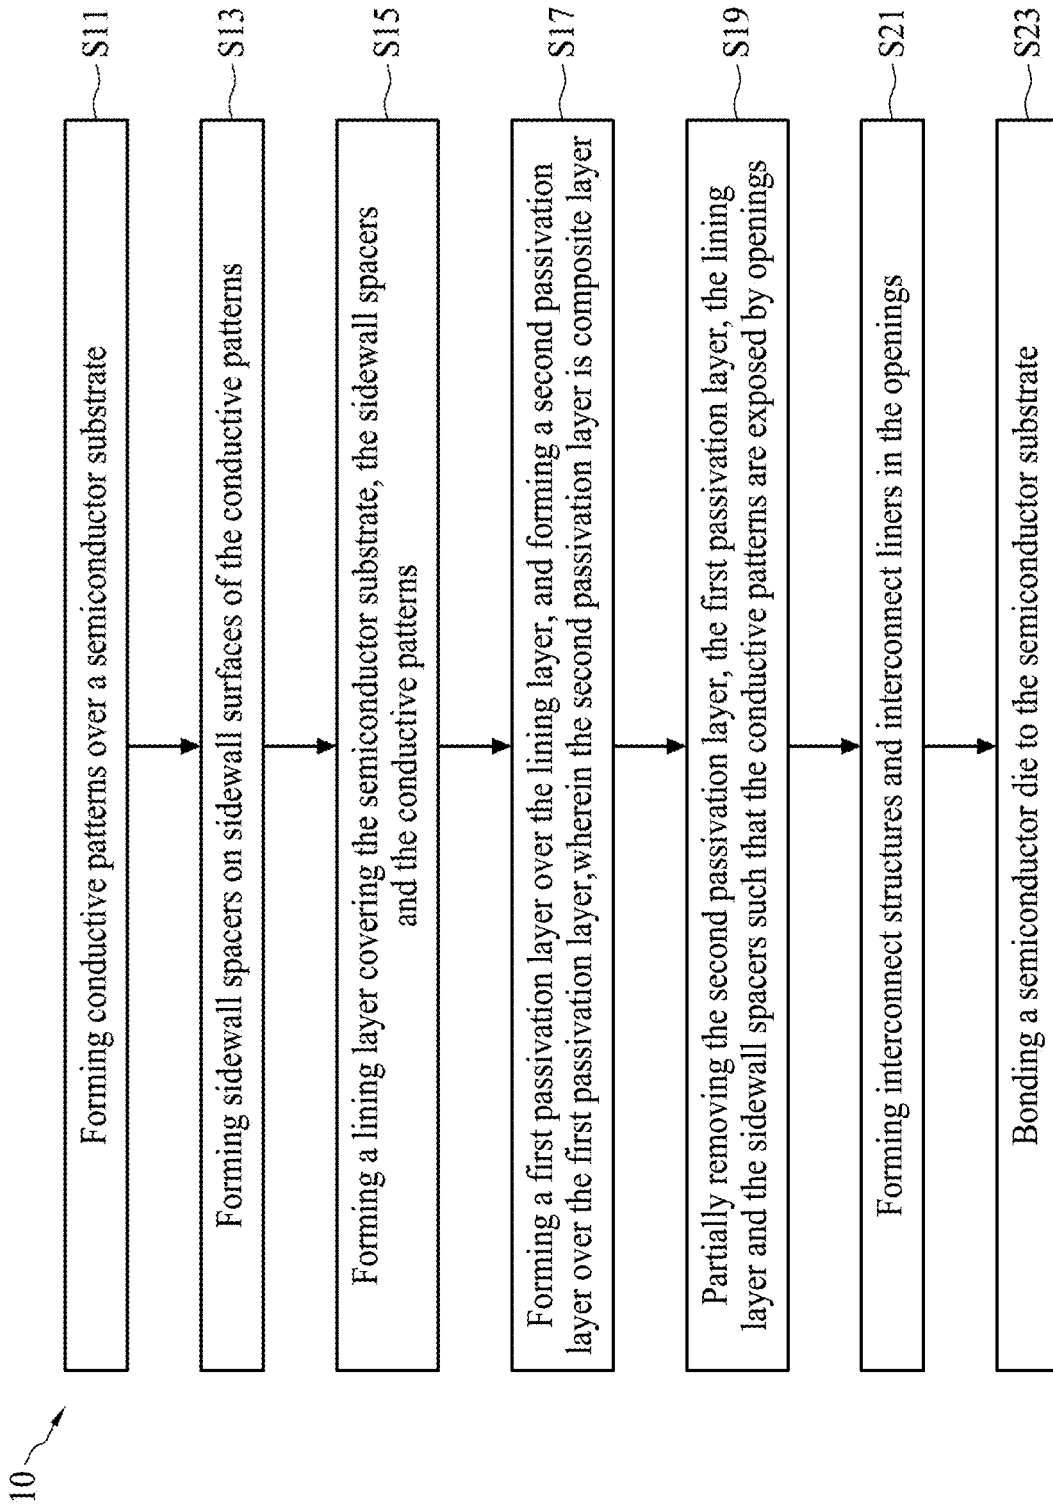 10
Forming conductive patterns over a semiconductor substrate
S11
Forming sidewall spacers on sidewall surfaces of the conductive patterns
S13
Forming a lining layer covering the semiconductor substrate, the sidewall spacers
and the conductive patterns
S15
Forming a first passivation layer over the lining layer, and forming a second passivation
layer over the first passivation layer,wherein the second passivation layer is composite layer
S17
Partially removing the second passivation layer, the first passivation layer, the lining
layer and the sidewall spacers such that the conductive patterns are exposed by openings
S19
Forming interconnect structures and interconnect liners in the openings
S21
Bonding a semiconductor die to the semiconductor substrate
S23